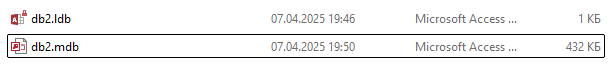 db2.ldb 07.04.2025 19:46 Microsoft Access ... 1 КБ
db2.mdb 07.04.2025 19:50 Microsoft Access ... 432 КБ